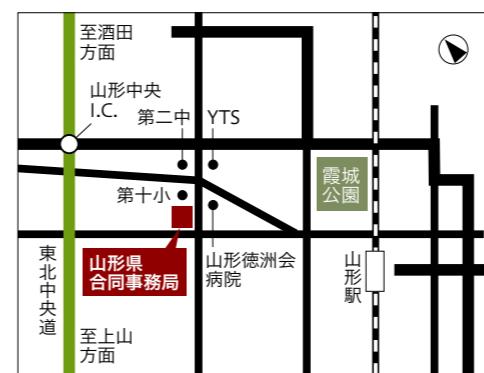 至酒田
方面
山形中央
I.C.
第二中
YTS
第十小
霞城
公園
山形県
合同事務局
山形徳洲会
病院
山形駅
東北中央道
至上山
方面